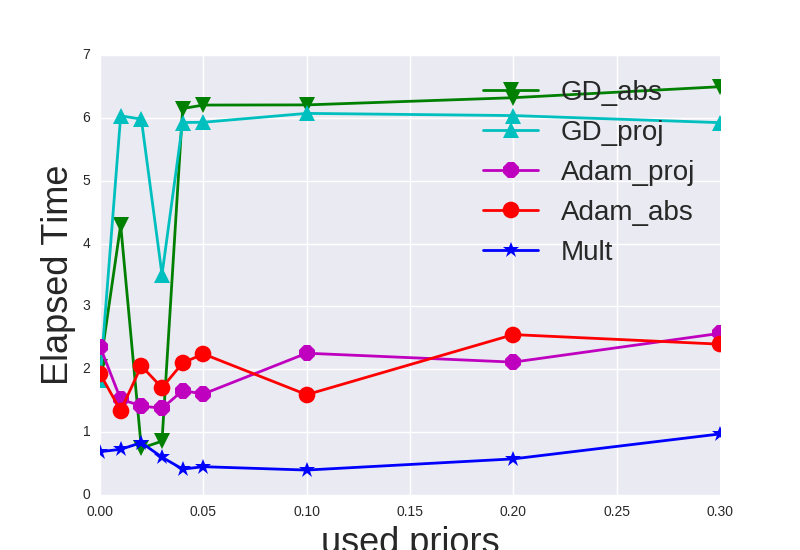 7
6
5
4
3
2
1
0
Elapsed Time
GD_abs
GD_proj
Adam_proj
Adam_abs
Mult
0.00 0.05 0.10 0.15 0.20 0.25 0.30
used priors